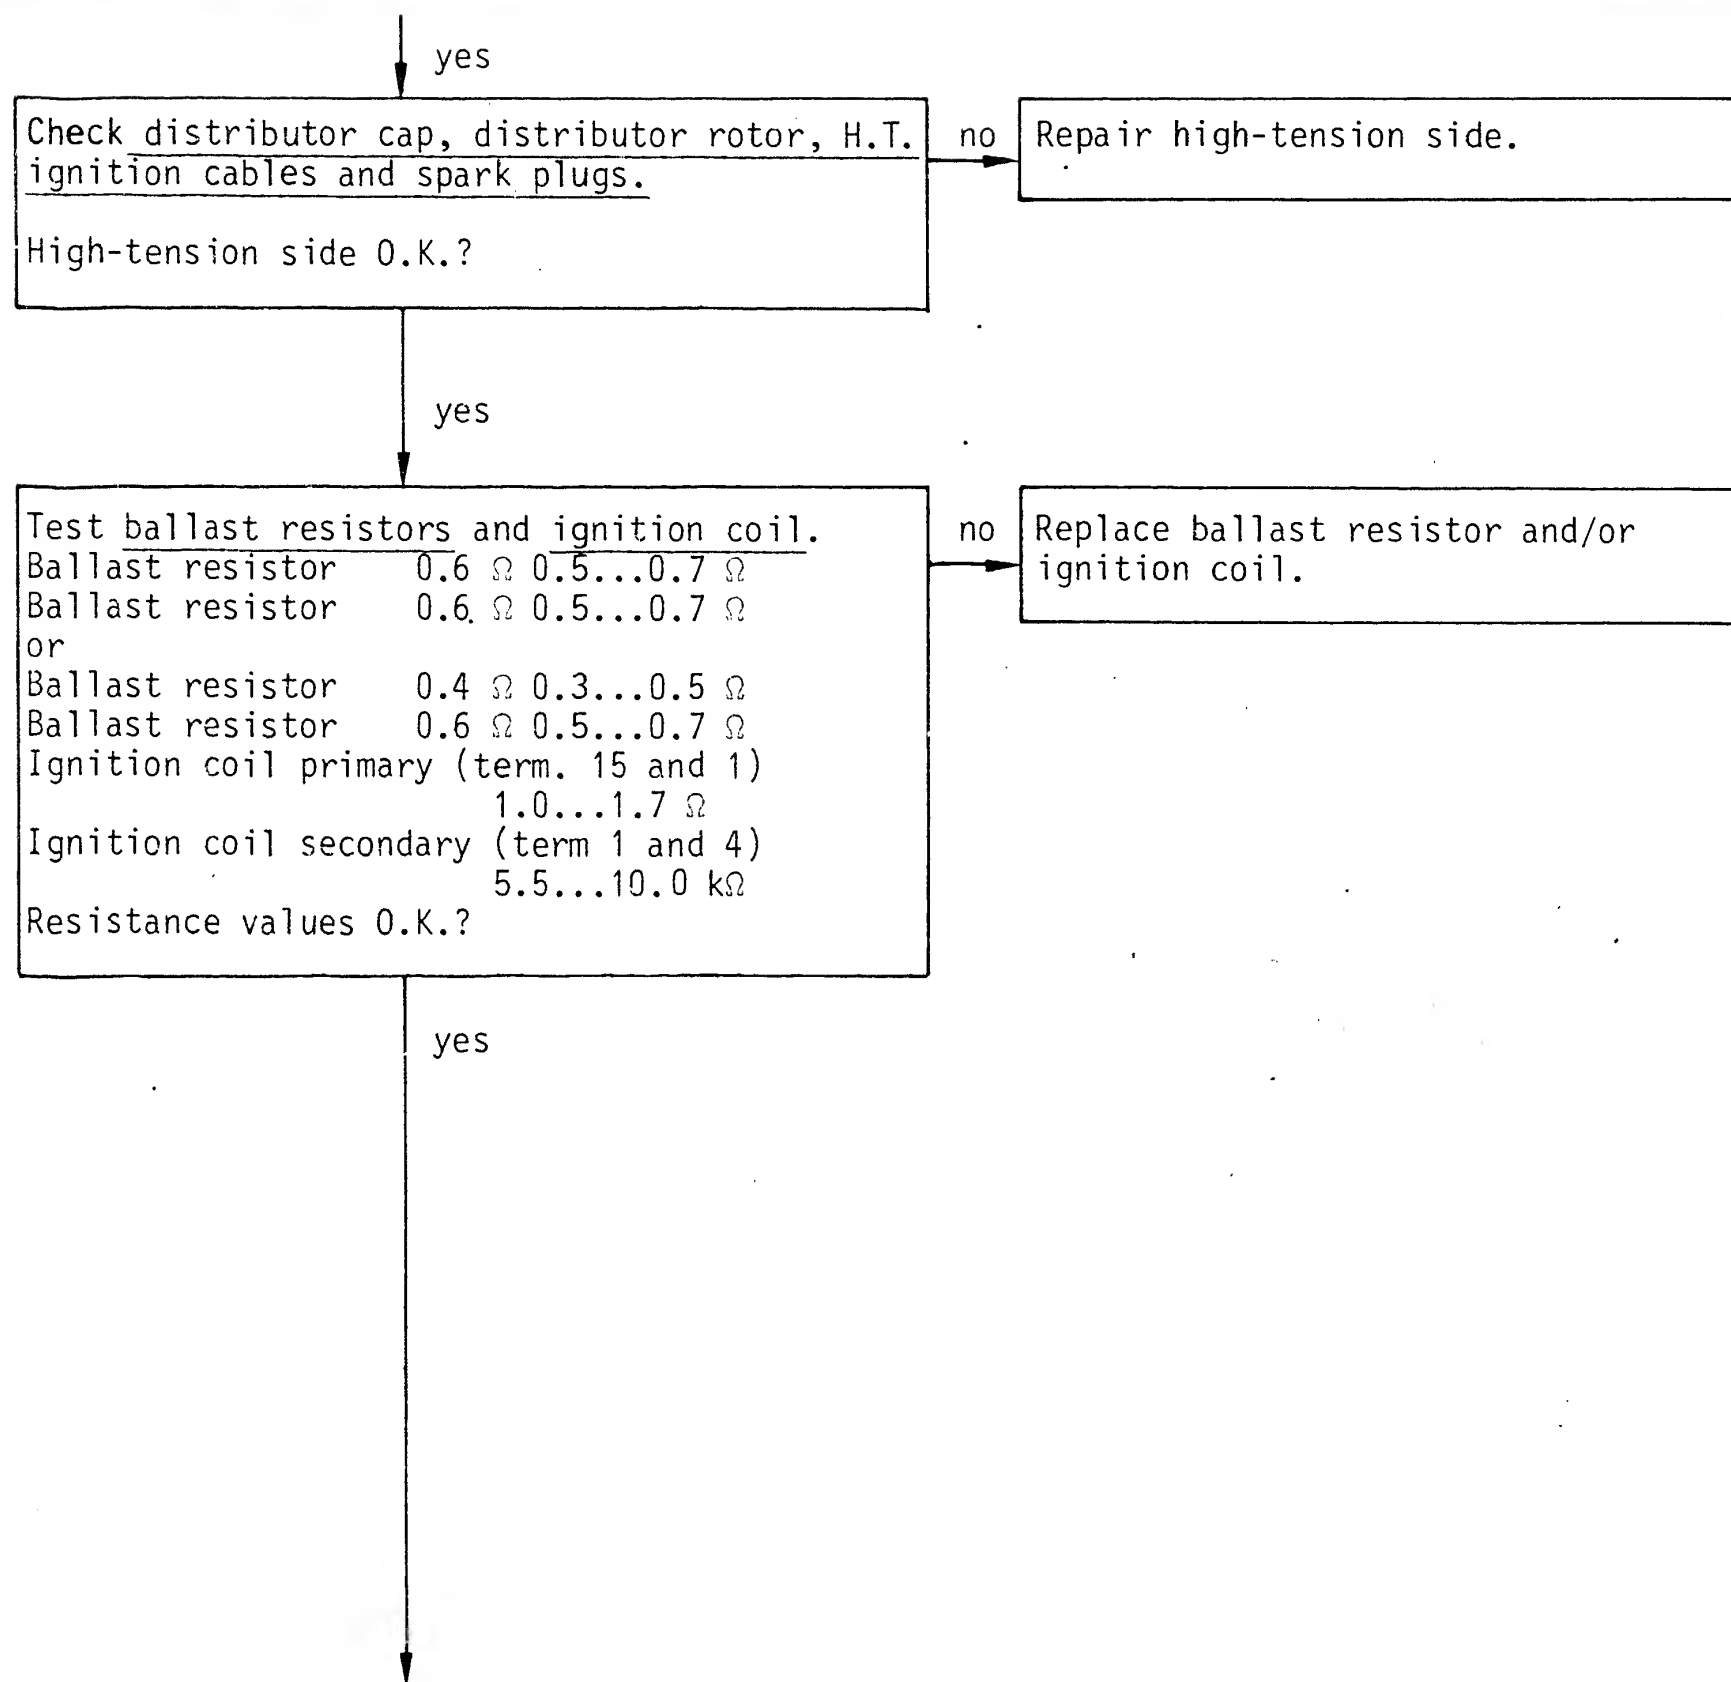 yes
Check distributor cap, distributor rotor, H.T.
ignition cables and spark plugs.
High-tension side O.K.?
no
Repair high-tension side.
yes
Test ballast resistors and ignition coil.
Ballast resistor 0.6 Ω 0.5...0.7 Ω
Ballast resistor 0.6 Ω 0.5...0.7 Ω
or
Ballast resistor 0.4 Ω 0.3...0.5 Ω
Ballast resistor 0.6 Ω 0.5...0.7 Ω
Ignition coil primary (term. 15 and 1)
1.0...1.7 Ω
Ignition coil secondary (term 1 and 4)
5.5...10.0 kΩ
Resistance values O.K.?
no
Replace ballast resistor and/or
ignition coil.
yes